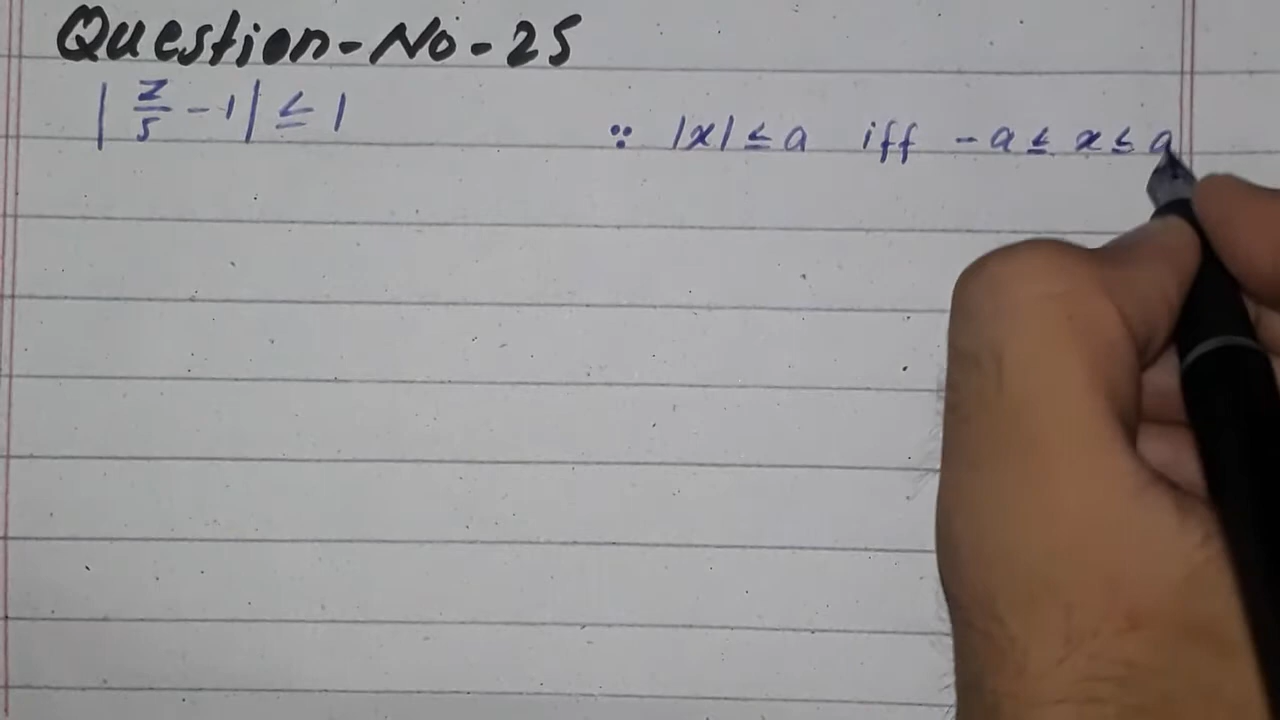 Question-No-25
| z/5 - 1 | ≤ 1
∵ |x| ≤ a iff - a ≤ x ≤ a